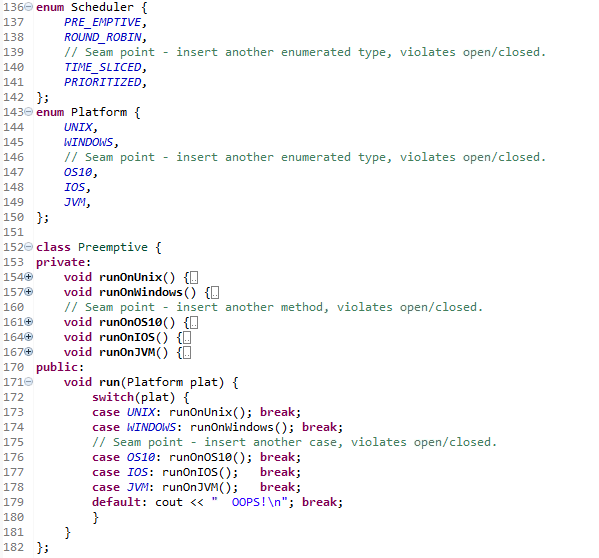 136 enum Scheduler {
137     PRE_EMPTIVE,
138     ROUND_ROBIN,
139     // Seam point - insert another enumerated type, violates open/closed.
140     TIME_SLICED,
141     PRIORITIZED,
142 };
143 enum Platform {
144     UNIX,
145     WINDOWS,
146     // Seam point - insert another enumerated type, violates open/closed.
147     OS10,
148     IOS,
149     JVM,
150 };
151
152 class Preemptive {
153 private:
154     void runOnUnix() {..
157     void runOnWindows() {..
160     // Seam point - insert another method, violates open/closed.
161     void runOnOS10() {..
164     void runOnIOS() {..
167     void runOnJVM() {..
170 public:
171     void run(Platform plat) {
172         switch(plat) {
173         case UNIX: runOnUnix(); break;
174         case WINDOWS: runOnWindows(); break;
175         // Seam point - insert another case, violates open/closed.
176         case OS10: runOnOS10(); break;
177         case IOS: runOnIOS();   break;
178         case JVM: runOnJVM();   break;
179         default: cout << "  OOPS!\n"; break;
180         }
181     }
182 };